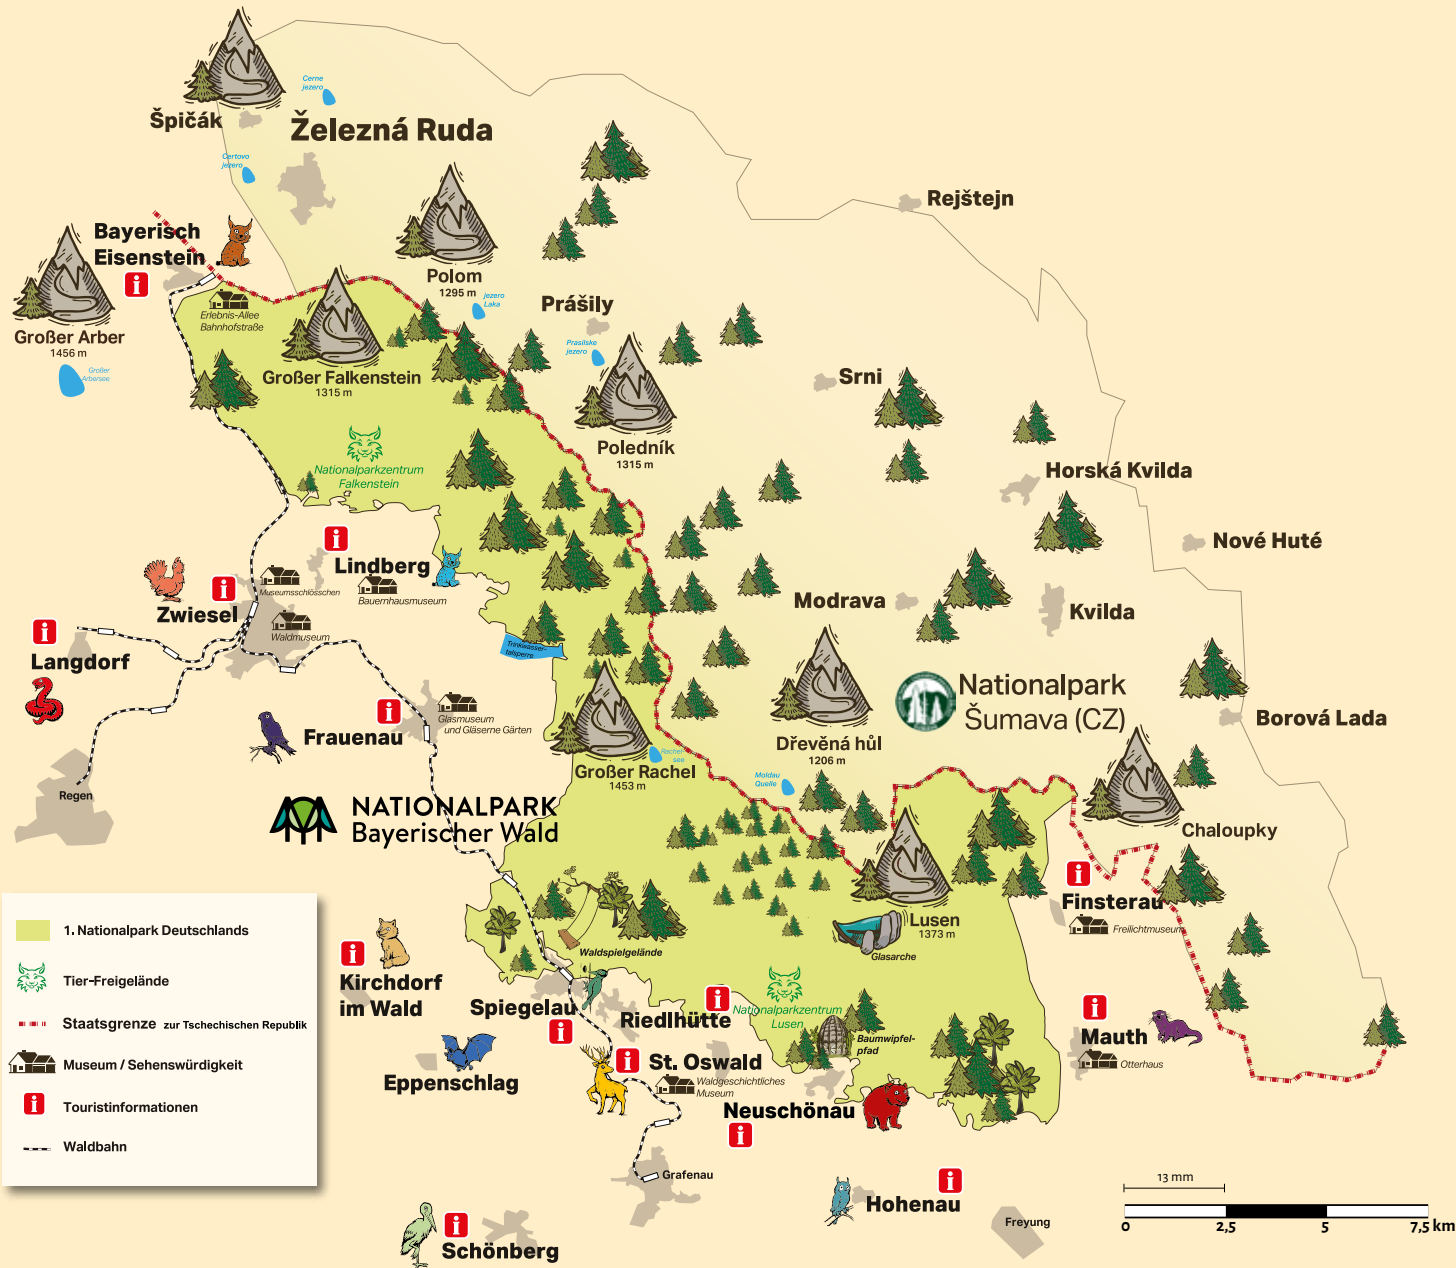 Cerne
jezero
Špičák
Železná Ruda
Certovo
jezero
Rejštejn
Bayerisch
Eisenstein
Polom
1295 m
jezero
Laka
Prášily
Erlebnis-Allee
Bahnhofstraße
Großer Arber
1456 m
Großer
Arbersee
Prasilske
jezero
Großer Falkenstein
1315 m
Srni
Poledník
1315 m
Nationalparkzentrum
Falkenstein
Horská Kvilda
Nové Huté
Lindberg
Museumsschlösschen
Bauernhausmuseum
Zwiesel
Waldmuseum
Modrava
Kvilda
Trinkwasser-
talsperre
Langdorf
Nationalpark
Šumava (CZ)
Glasmuseum
und Gläserne Gärten
Frauenau
Borová Lada
Dřevěná hůl
1206 m
Rachel-
see
Großer Rachel
1453 m
Moldau
Quelle
Regen
NATIONALPARK
Bayerischer Wald
Chaloupky
Finsterau
Freilichtmuseum
Lusen
1373 m
Glasarche
Waldspielgelände
1. Nationalpark Deutschlands
Tier-Freigelände
Staatsgrenze zur Tschechischen Republik
Museum / Sehenswürdigkeit
Touristinformationen
Waldbahn
Kirchdorf
im Wald
Spiegelau
Riedlhütte
Nationalparkzentrum
Lusen
Baumwipfel-
pfad
Mauth
Otterhaus
Eppenschlag
St. Oswald
Waldgeschichtliches
Museum
Neuschönau
Grafenau
Hohenau
Freyung
Schönberg
13 mm
0 2,5 5 7,5 km